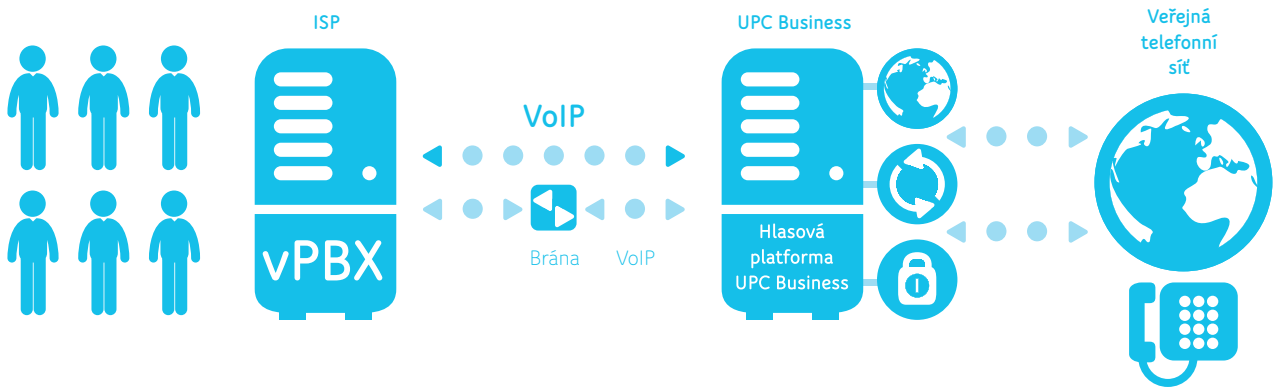 ISP
UPC Business
Veřejná
telefonní
síť
VoIP
vPBX
Brána
VoIP
Hlasová
platforma
UPC Business